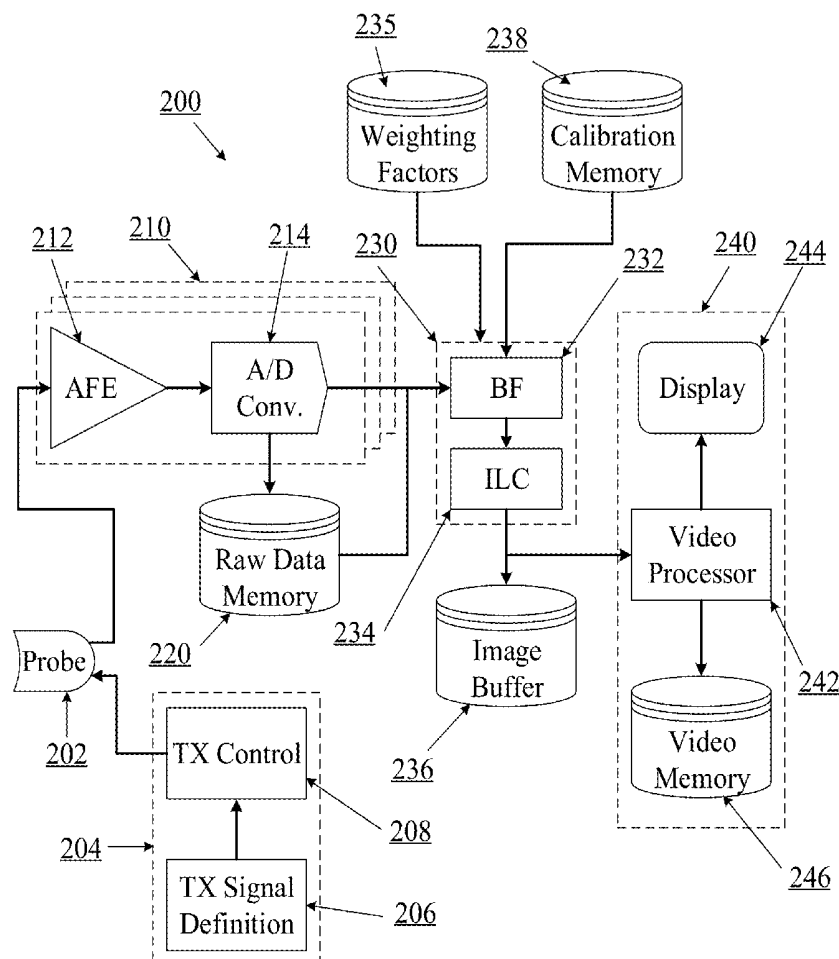 235
238
200
Weighting
Factors
Calibration
Memory
212
210
214
230
232
240
244
AFE
A/D
Conv.
BF
Display
ILC
Raw Data
Memory
Video
Processor
220
234
Image
Buffer
242
Probe
202
236
Video
Memory
TX Control
208
246
204
TX Signal
Definition
206